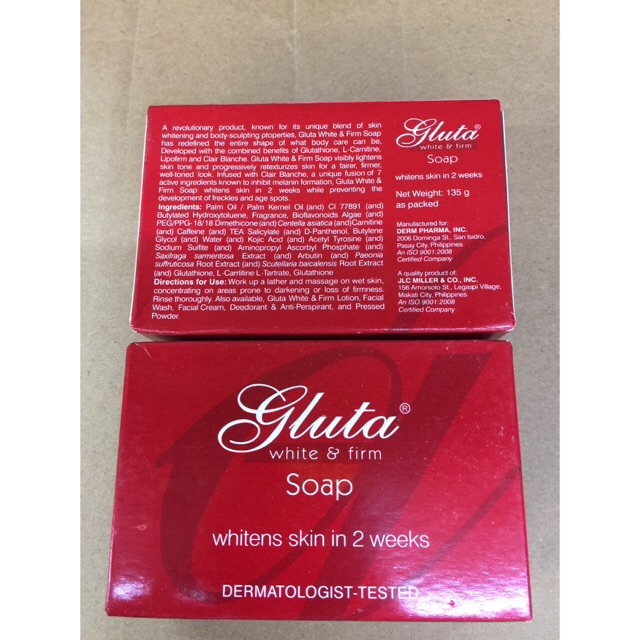 A revolutionary product, known for its unique blend of skin
whitening and body-sculpting ptoperties, Gluta White & Firm Soap
has redefined the entire shape of what body care can be,
Developed with the combined benefits of Glutathione, L-Carnitine,
Lipofirm and Clair Blanche. Gluta White & Firm Soap visibly lightens
skin tone and progressively retexturizes skin for a fairer, firmer,
well-toned look. Infused with Clair Blanche, a unique fusion of 7
active ingredients known to inhibit melanin formation, Gluta White &
Firm Soap whitens skin in 2 weeks while preventing the
development of freckles and age spots.
Ingredients: Palm Oil / Palm Kernel Oil (and) CI 77891 (and)
Butylated Hydroxytoluene, Fragrance, Bioflavonoids Algae (and)
PEG/PPG-18/18 Dimethicone (and) Centella asiatica (and)Carnitine
(and) Caffeine (and) TEA Salicylate (and) D-Panthenol, Butylene
Glycol (and) Water (and) Kojic Acid (and) Acetyl Tyrosine (and)
Sodium Sulfite (and) Aminopropyl Ascorbyl Phosphate (and)
Saxifraga sarmentosa Extract (and) Arbutin (and) Paeonia
suffruticosa Root Extract (and) Scutellaria baicalensis Root Extract
(and) Glutathione, L-Carrlitine L-Tartrate, Glutathione
Directions for Use: Work up a lather and massage on wet skin,
concentrating on areas prone to darkening or loss of firmness.
Rinse thoroughly. Also available, Gluta White & Firm Lotion, Facial
Wash, Facial Cream, Deodorant & Anti-Perspirant, and Pressed
Powder.
Gluta®
white & firm
Soap
whitens skin in 2 weeks
Net Weight: 135 g
as packed
Manufactured for:
DERM PHARMA, INC.
2006 Dominga St., San Isidro,
Pasay City, Philippines
An ISO 9001:2008
Certified Company
A quality product of:
JLC MILLER & CO., INC.
156 Amorsolo St., Legaspi Village,
Makati City, Philippines
An ISO 9001:2008
Certified Company
Gluta®
white & firm
Soap
whitens skin in 2 weeks
DERMATOLOGIST-TESTED